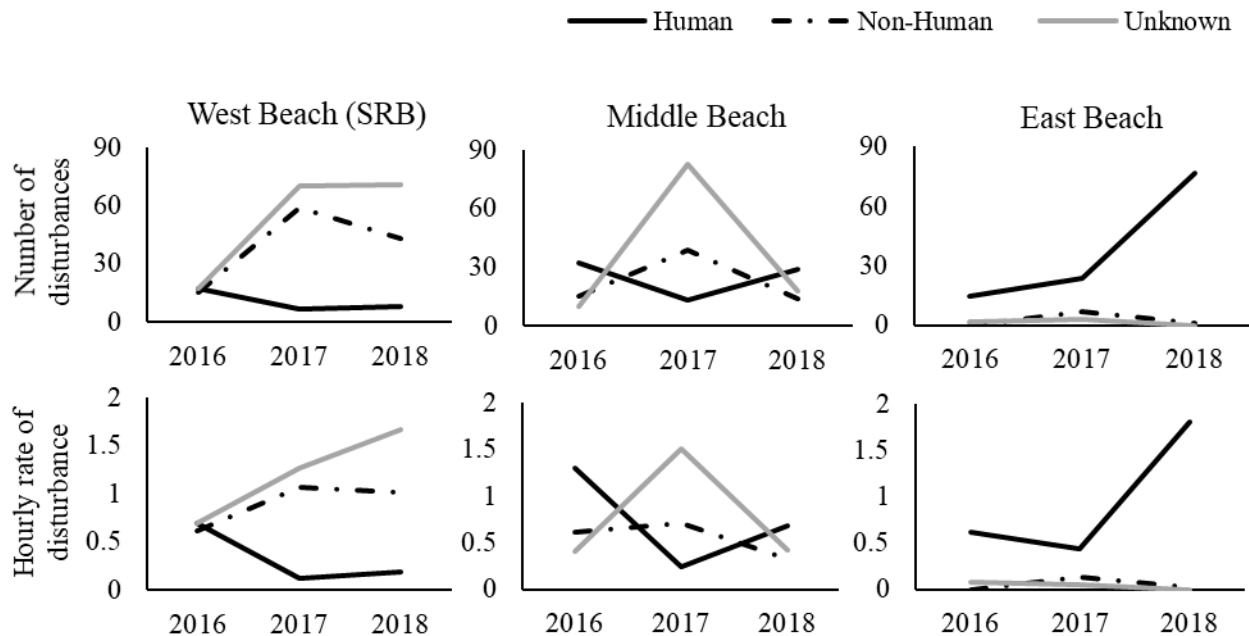 Human Non-Human Unknown
West Beach (SRB) Middle Beach East Beach
Number of
disturbances
90
60
30
0
2016 2017 2018
90
60
30
0
2016 2017 2018
90
60
30
0
2016 2017 2018
Hourly rate of
disturbance
2
1.5
1
0.5
0
2016 2017 2018
2
1.5
1
0.5
0
2016 2017 2018
2
1.5
1
0.5
0
2016 2017 2018